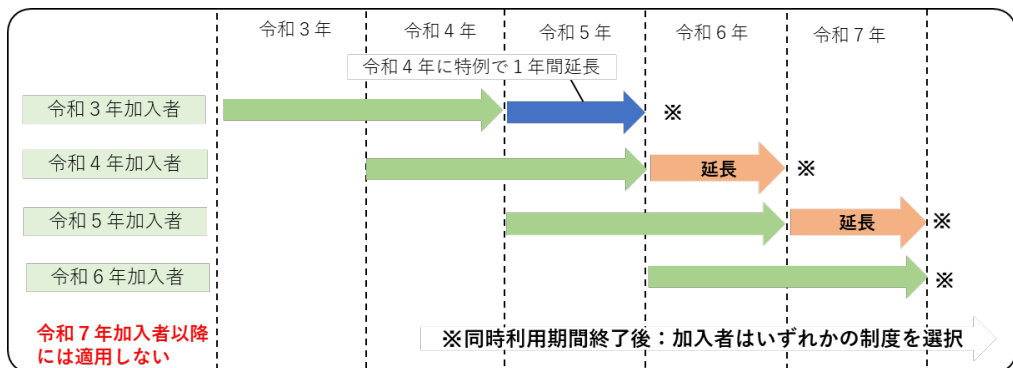 令和３年
令和４年
令和５年
令和６年
令和７年
令和４年に特例で１年間延長
令和３年加入者
※
令和４年加入者
延長
※
令和５年加入者
延長
※
令和６年加入者
※
令和７年加入者以降
には適用しない
※同時利用期間終了後：加入者はいずれかの制度を選択